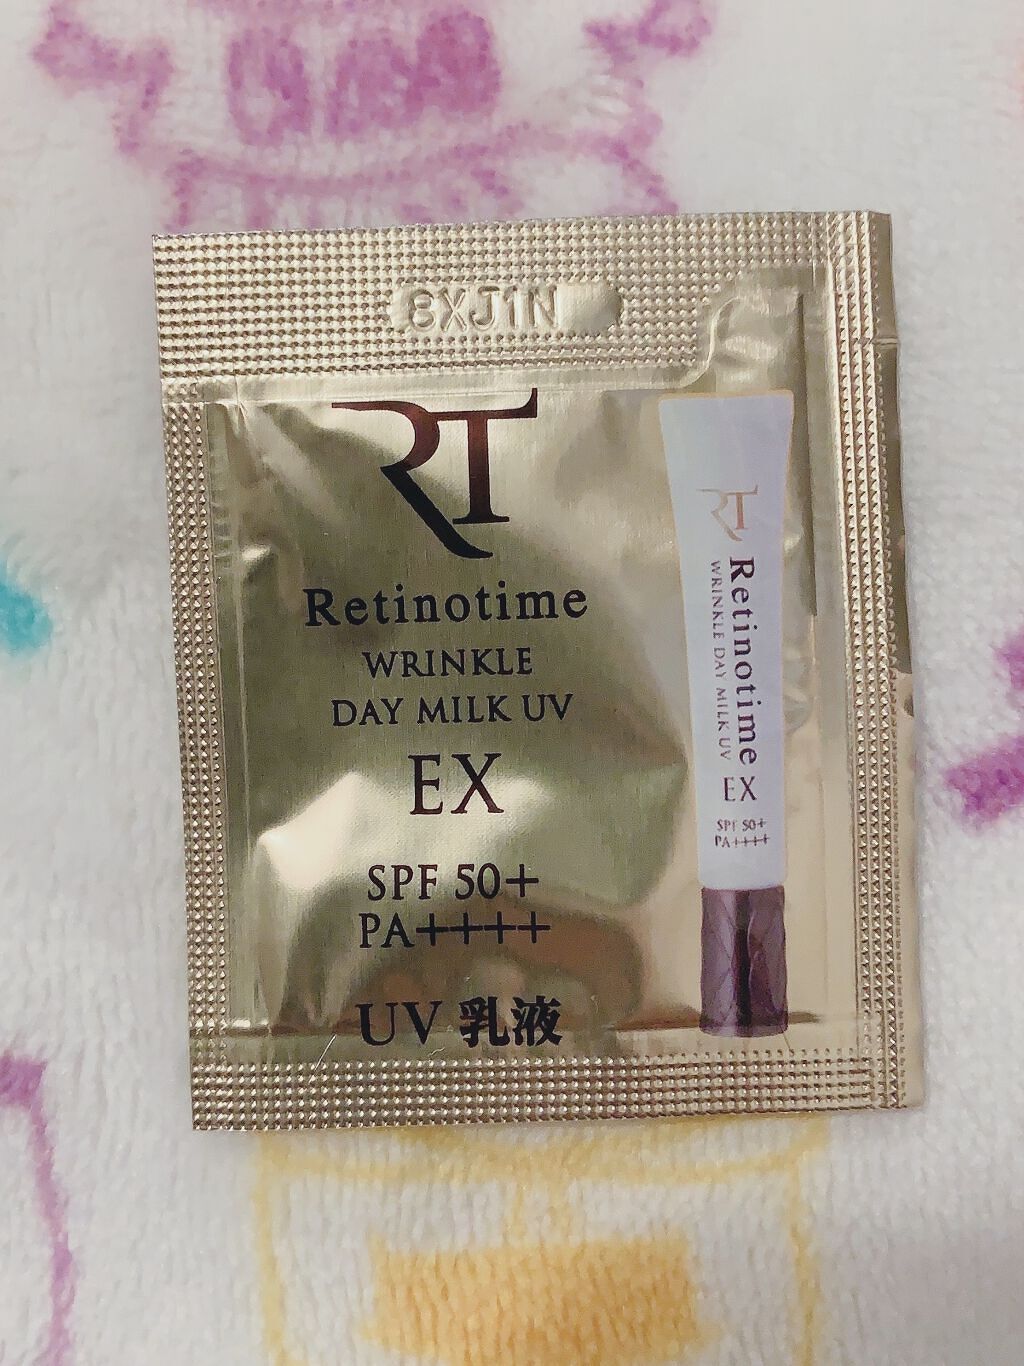 8XJ1N
RT
Retinotime
WRINKLE
DAY MILK UV
EX
SPF 50+
PA++++
UV 乳液
RT
Retinotime
WRINKLE DAY MILK UV
EX
SPF 50+
PA++++